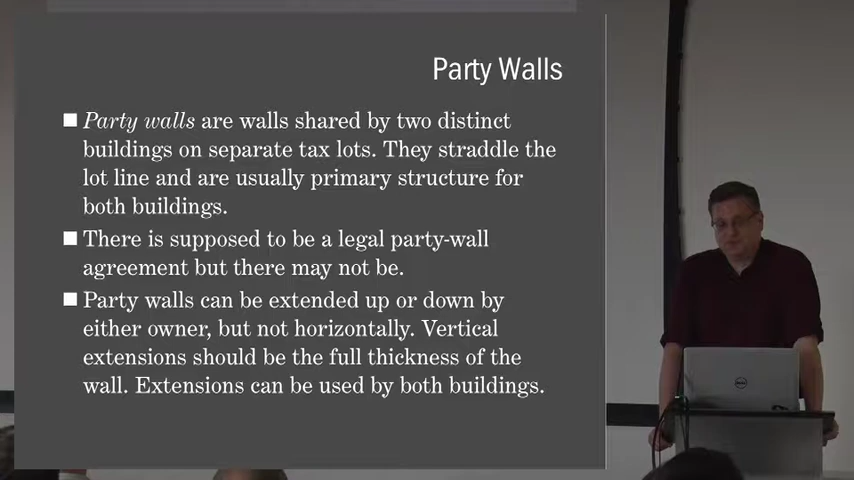 Party Walls
Party walls are walls shared by two distinct
buildings on separate tax lots. They straddle the
lot line and are usually primary structure for
both buildings.
There is supposed to be a legal party-wall
agreement but there may not be.
Party walls can be extended up or down by
either owner, but not horizontally. Vertical
extensions should be the full thickness of the
wall. Extensions can be used by both buildings.